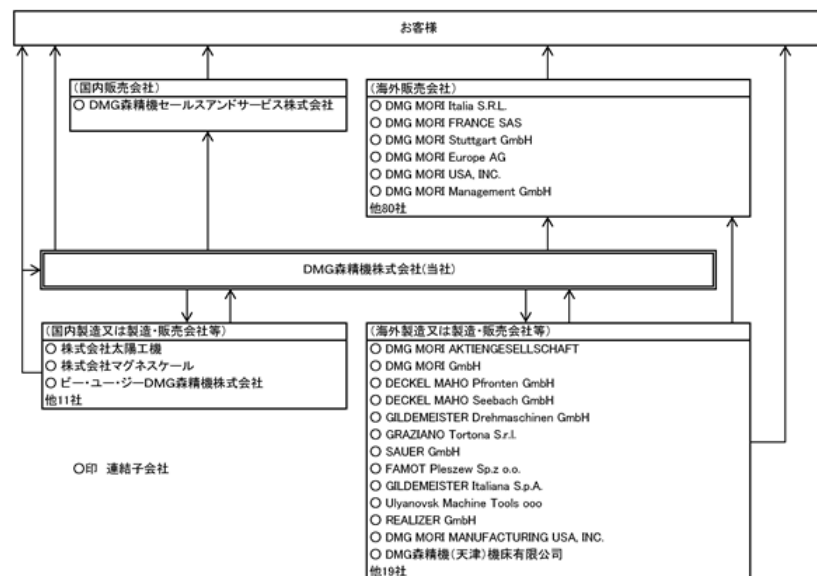 お客様
(国内販売会社)
○ DMG森精機セールスアンドサービス株式会社
(海外販売会社)
○ DMG MORI Italia S.R.L.
○ DMG MORI FRANCE SAS
○ DMG MORI Stuttgart GmbH
○ DMG MORI Europe AG
○ DMG MORI USA, INC.
○ DMG MORI Management GmbH
他80社
DMG森精機株式会社(当社)
(国内製造又は製造・販売会社等)
○ 株式会社太陽工機
○ 株式会社マグネスケール
○ ビー・ユー・ジーDMG森精機株式会社
他11社
○印 連結子会社
(海外製造又は製造・販売会社等)
○ DMG MORI AKTIENGESELLSCHAFT
○ DMG MORI GmbH
○ DECKEL MAHO Pfronten GmbH
○ DECKEL MAHO Seebach GmbH
○ GILDEMEISTER Drehmaschinen GmbH
○ GRAZIANO Tortona S.r.l.
○ SAUER GmbH
○ FAMOT Pleszew Sp.z o.o.
○ GILDEMEISTER Italiana S.p.A.
○ Ulyanovsk Machine Tools ooo
○ REALIZER GmbH
○ DMG MORI MANUFACTURING USA, INC.
○ DMG森精機(天津)機床有限公司
他19社